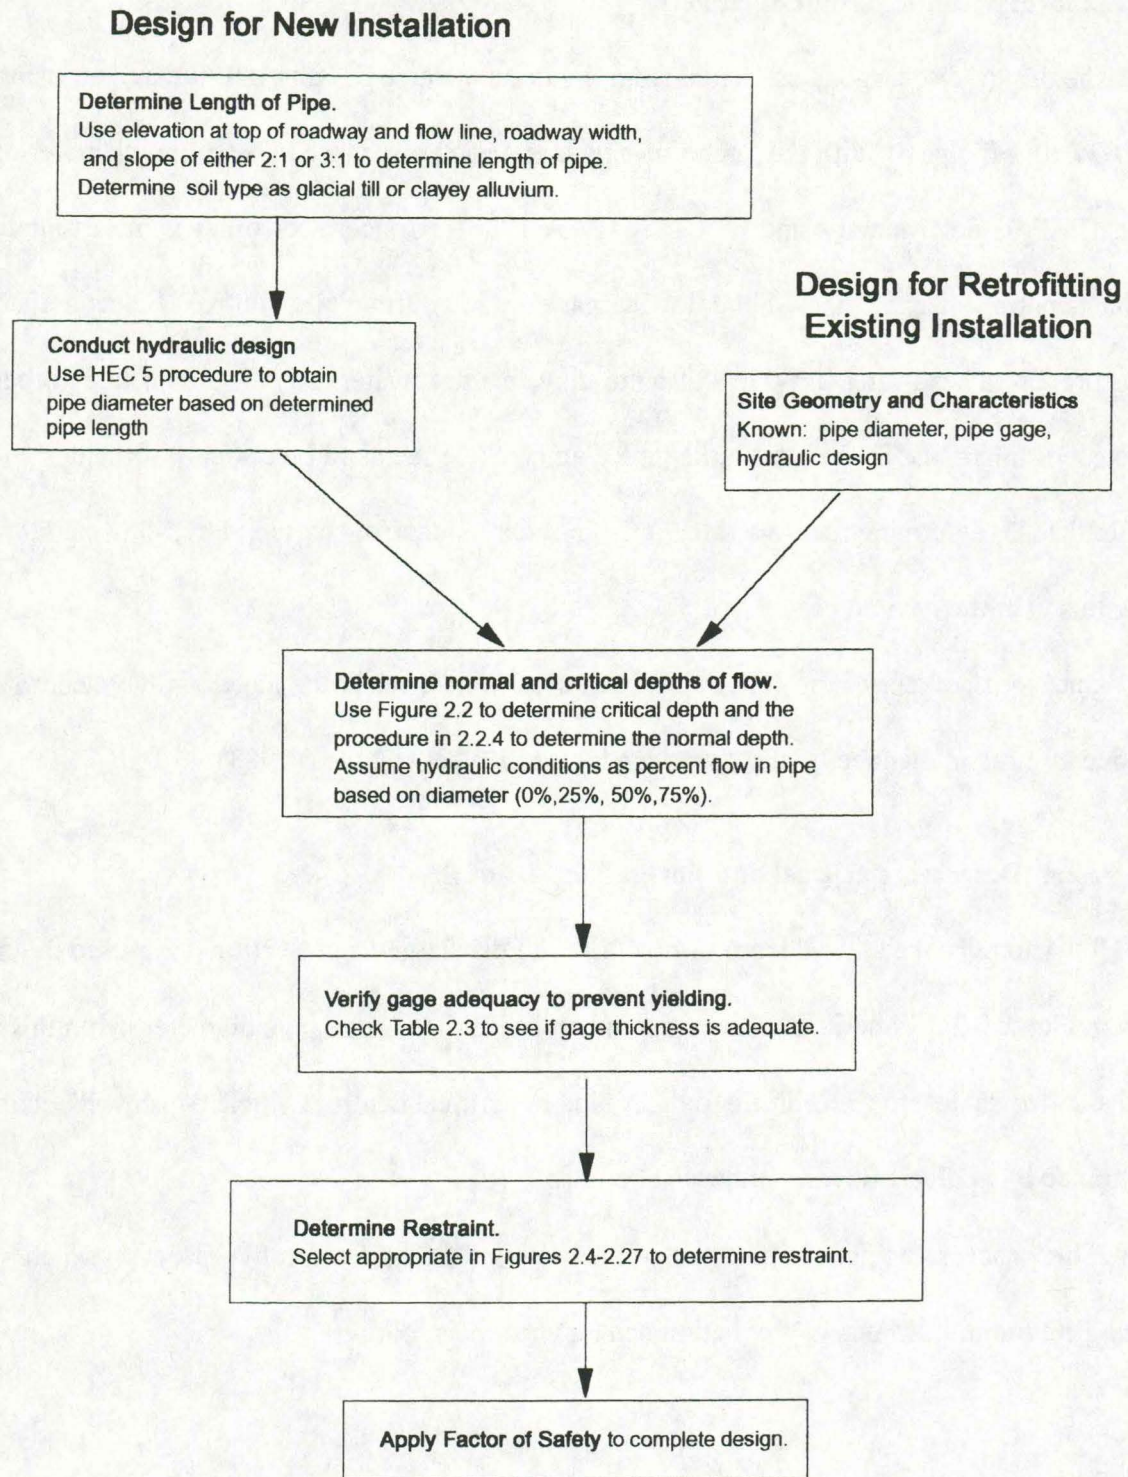 Design for New Installation
Determine Length of Pipe.
Use elevation at top of roadway and flow line, roadway width,
and slope of either 2:1 or 3:1 to determine length of pipe.
Determine soil type as glacial till or clayey alluvium.
Conduct hydraulic design
Use HEC 5 procedure to obtain
pipe diameter based on determined
pipe length
Design for Retrofitting
Existing Installation
Site Geometry and Characteristics
Known: pipe diameter, pipe gage,
hydraulic design
Determine normal and critical depths of flow.
Use Figure 2.2 to determine critical depth and the
procedure in 2.2.4 to determine the normal depth.
Assume hydraulic conditions as percent flow in pipe
based on diameter (0%,25%, 50%,75%).
Verify gage adequacy to prevent yielding.
Check Table 2.3 to see if gage thickness is adequate.
Determine Restraint.
Select appropriate in Figures 2.4-2.27 to determine restraint.
Apply Factor of Safety to complete design.